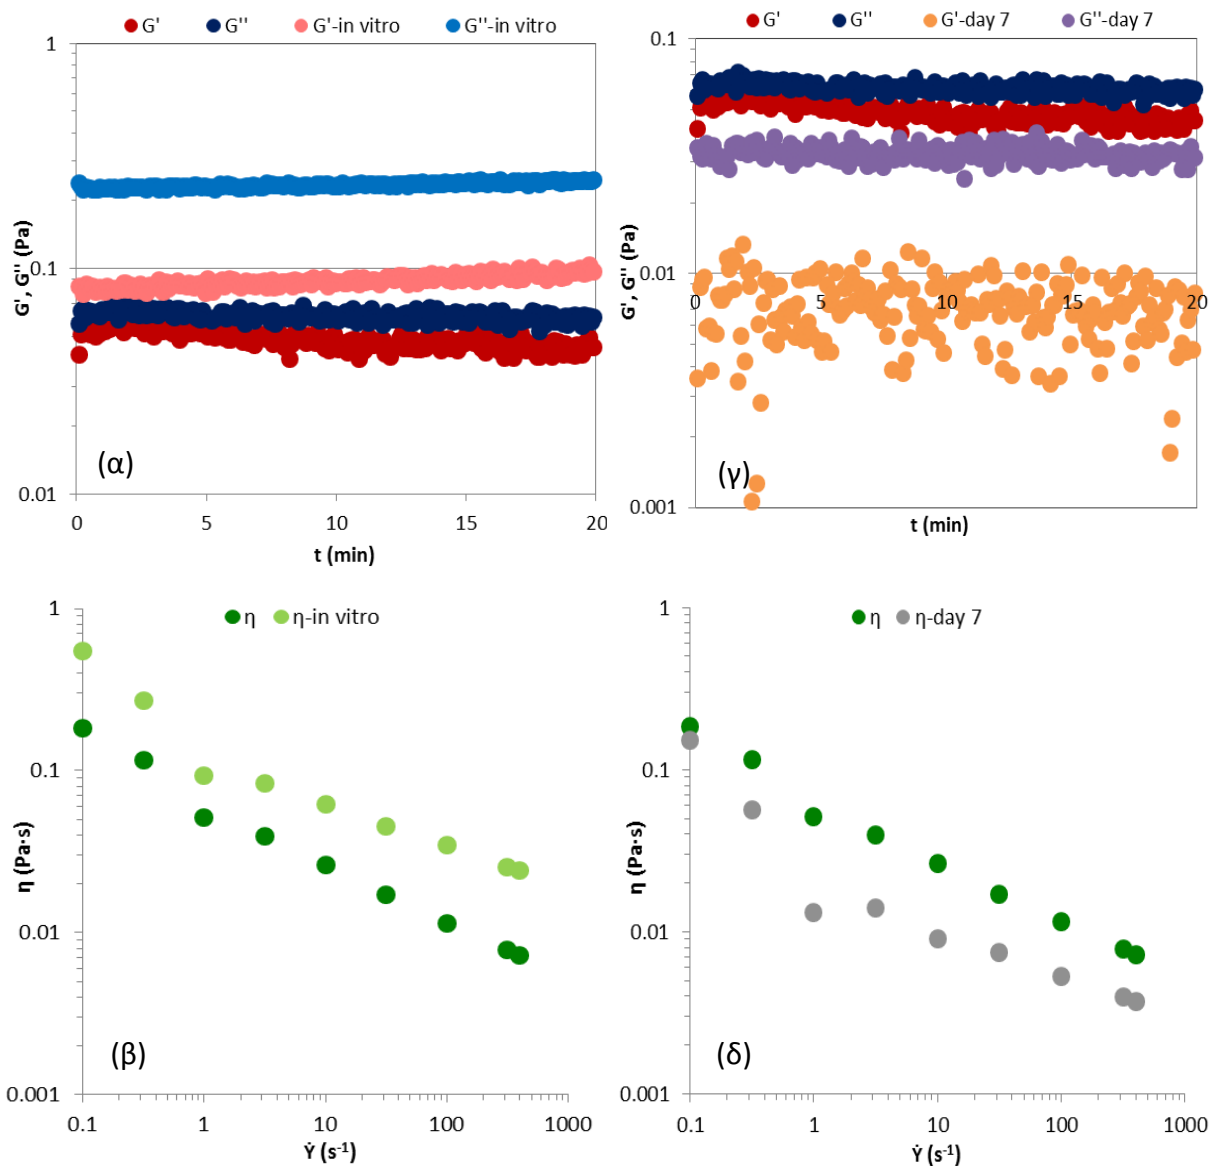 G' G'' G'-in vitro G''-in vitro
1
0.1
0.01
G', G'' (Pa)
(α)
0 5 10 15 20
t (min)
G' G'' G'-day 7 G''-day 7
0.1
0.01
0.001
G', G'' (Pa)
0 5 10 15 20
(γ)
t (min)
η η-in vitro
1
0.1
0.01
0.001
η (Pa·s)
(β)
0.1 1 10 100 1000
Ẏ (s-1)
η η-day 7
1
0.1
0.01
0.001
η (Pa·s)
(δ)
0.1 1 10 100 1000
Ẏ (s-1)